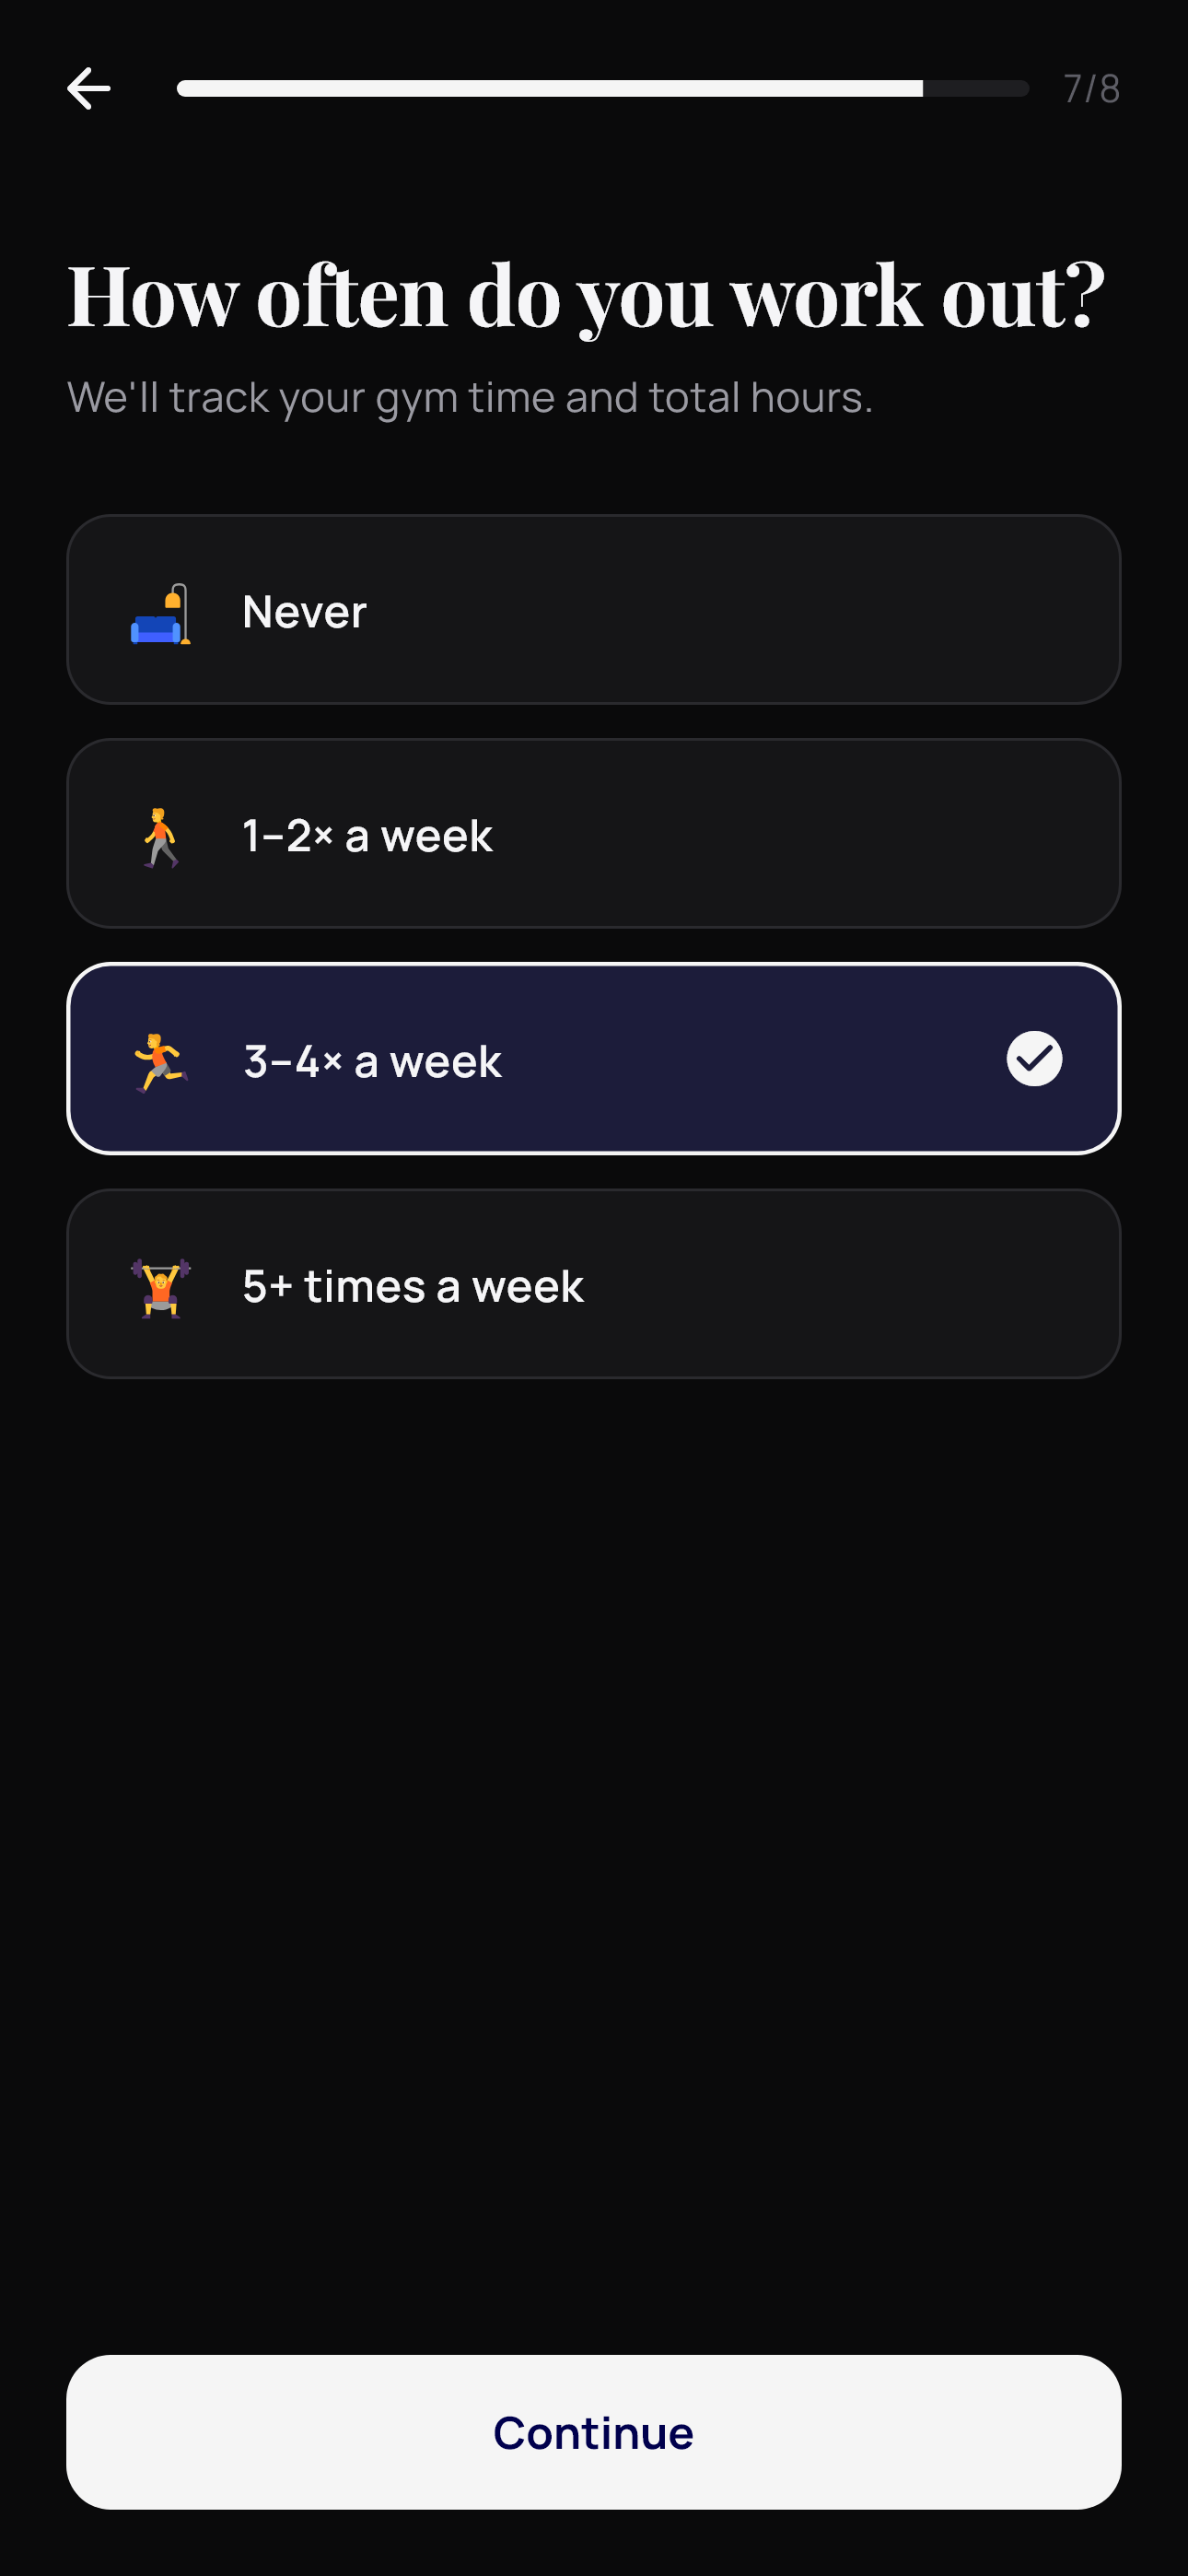 7/8
How often do you work out?
We'll track your gym time and total hours.
Never
1–2× a week
3–4× a week
5+ times a week
Continue